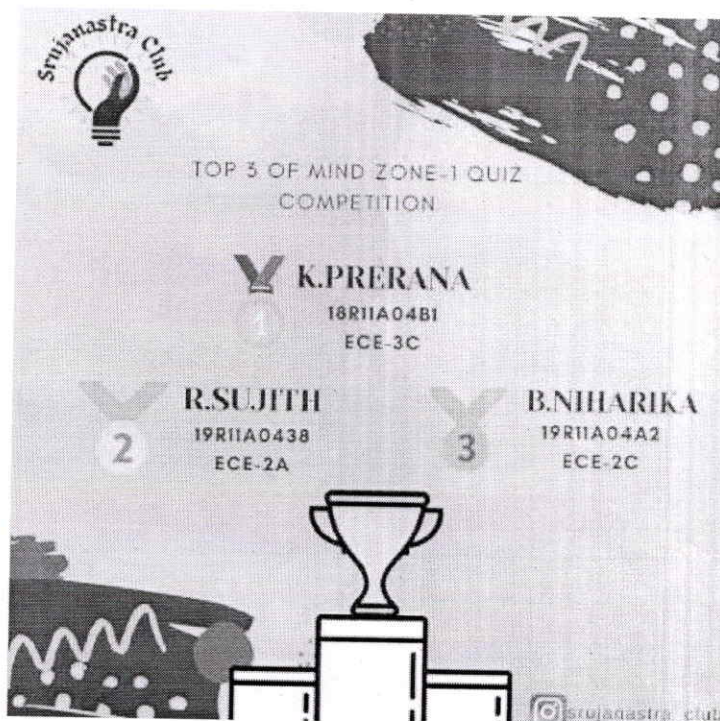 Srujanastra Club
TOP 3 OF MIND ZONE-1 QUIZ
COMPETITION
1
K.PRERANA
18R11A04B1
ECE-3C
2
R.SUJITH
19R11A0438
ECE-2A
3
B.NIHARIKA
19R11A04A2
ECE-2C
srujanastra_club